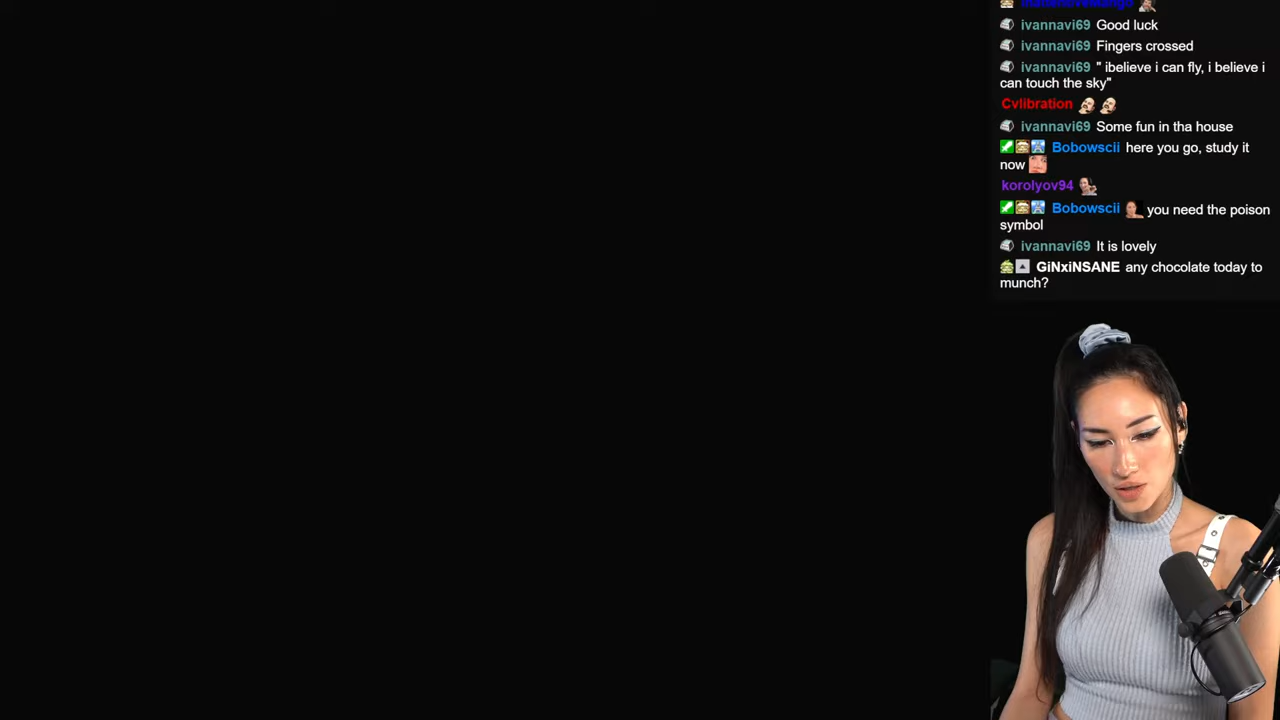 ivannavi69 Good luck
ivannavi69 Fingers crossed
ivannavi69 " ibelieve i can fly, i believe i
can touch the sky"
Cvlibration
ivannavi69 Some fun in tha house
Bobowscii here you go, study it
now
korolyov94
Bobowscii you need the poison
symbol
ivannavi69 It is lovely
GiNxiNSANE any chocolate today to
munch?